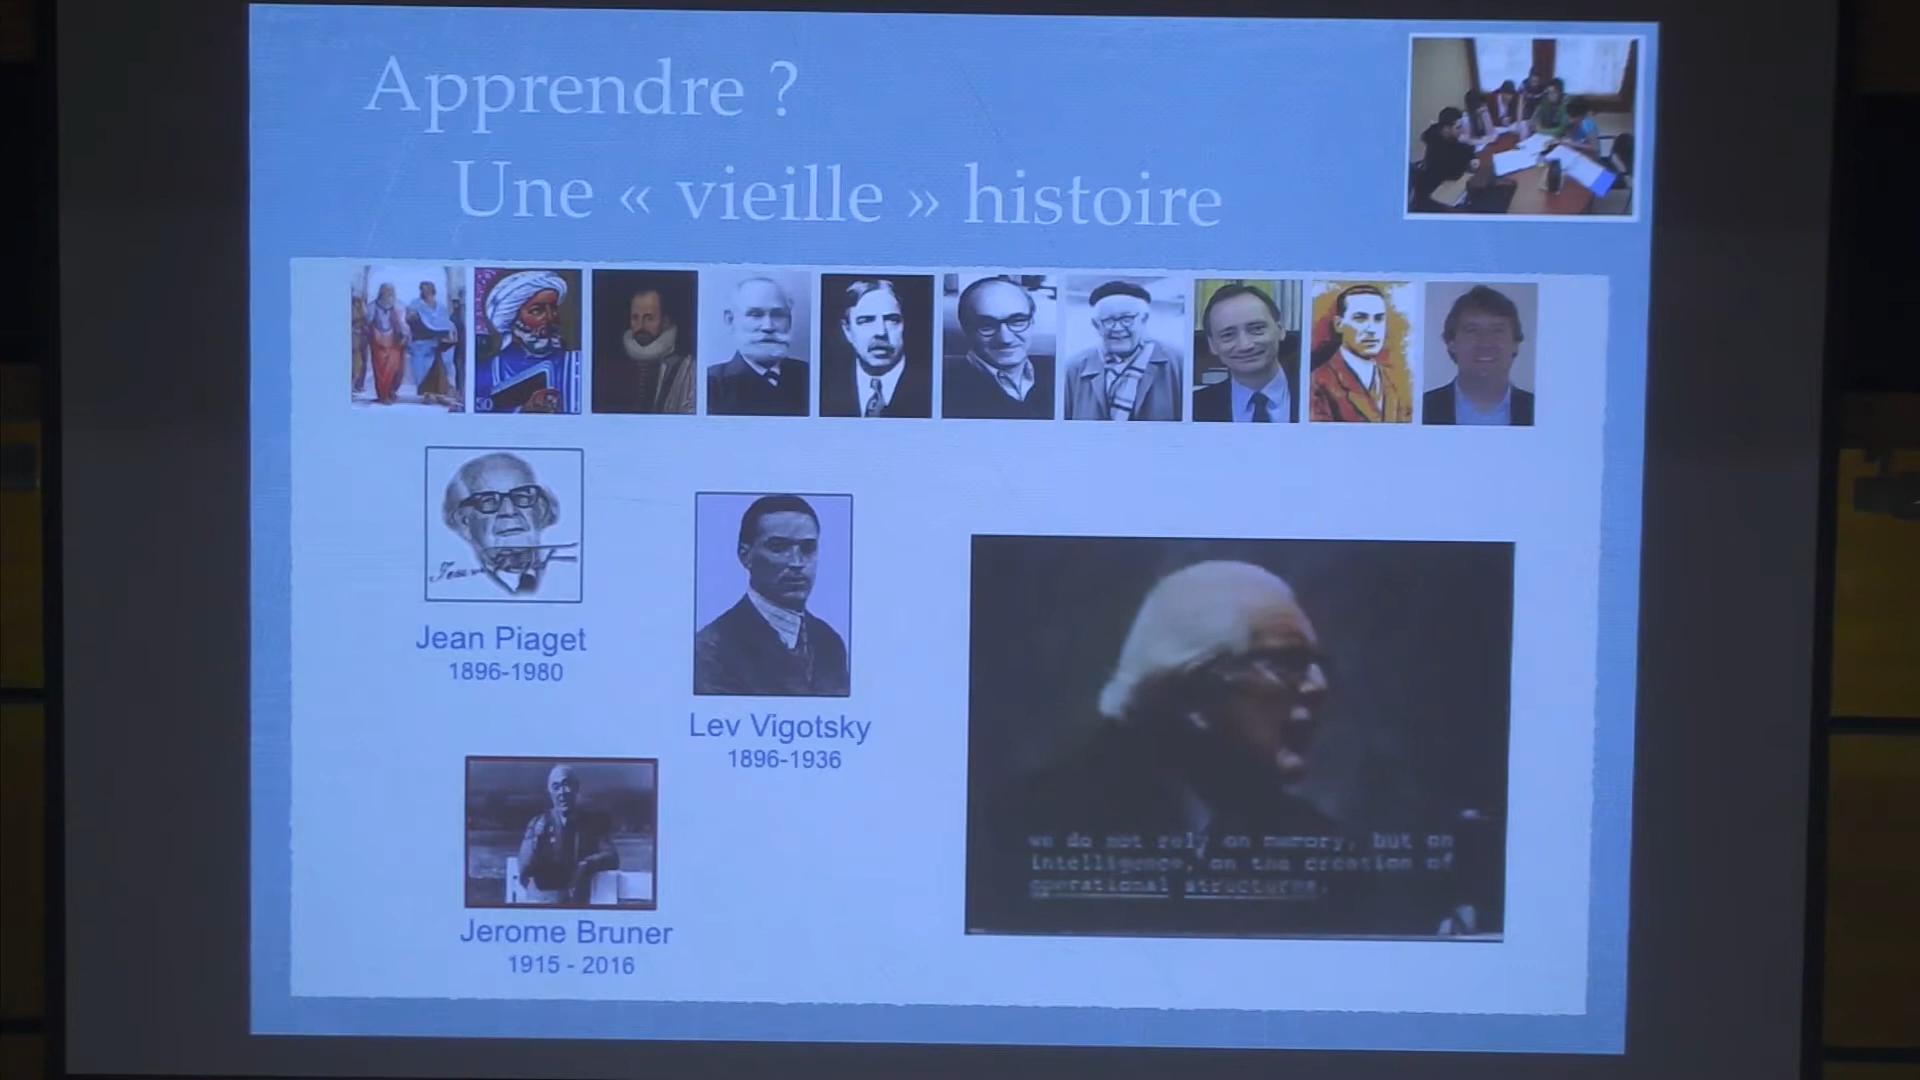 Apprendre ?
Une « vieille » histoire
50
Jean Piaget
1896-1980
Lev Vigotsky
1896-1936
Jerome Bruner
1915 - 2016
we do not rely on memory, but on
intelligence, on the creation of
operational structures.